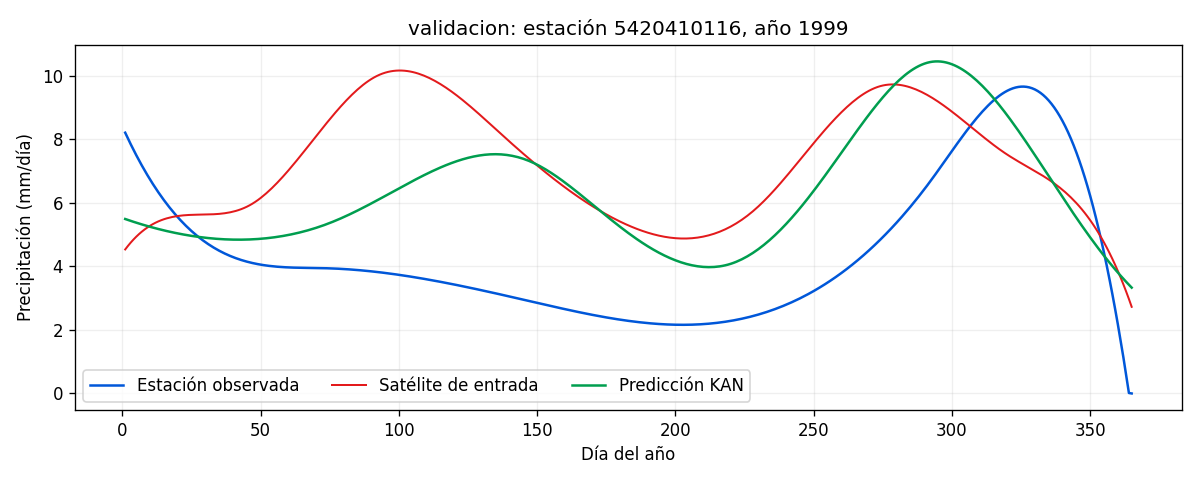 validacion: estación 5420410116, año 1999
Precipitación (mm/día)
10
8
6
4
2
0
Estación observada
Satélite de entrada
Predicción KAN
0 50 100 150 200 250 300 350
Día del año